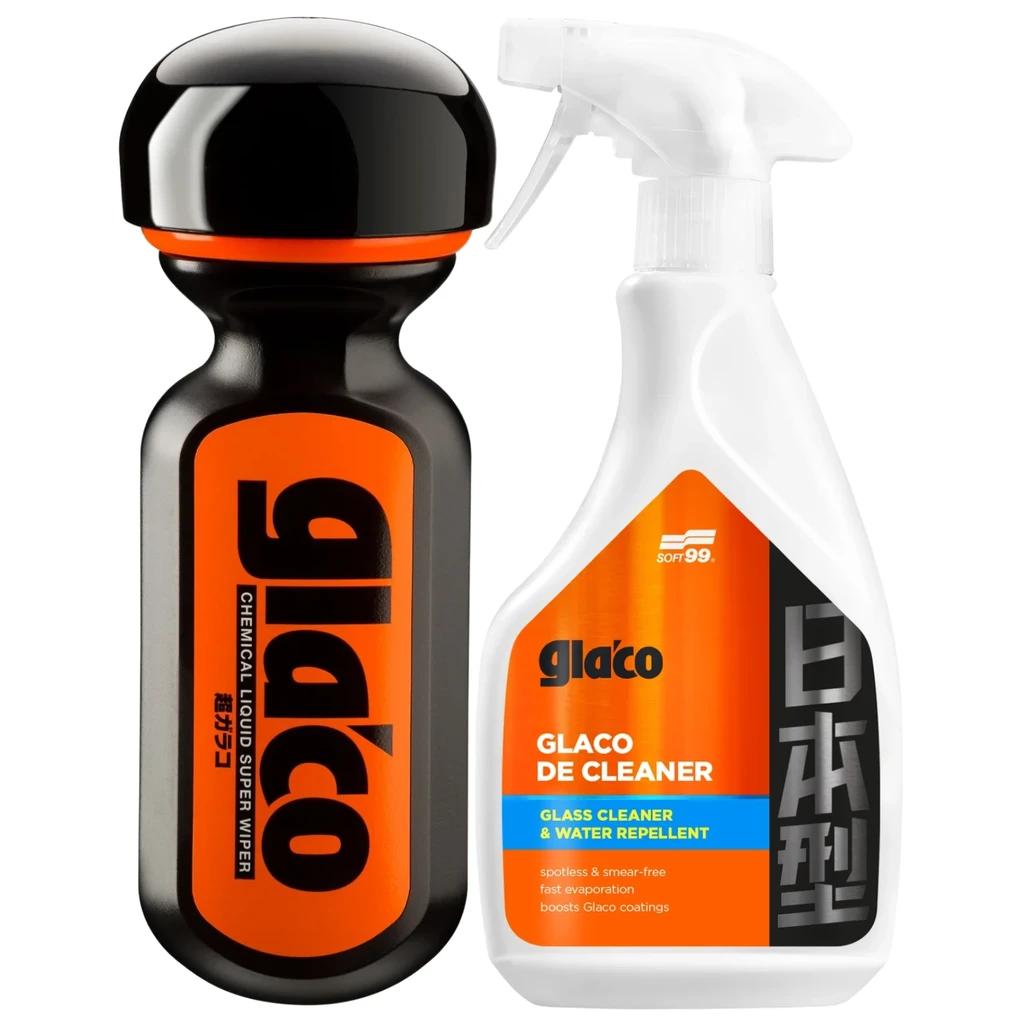 glaco
CHEMICAL LIQUID SUPER WIPER
超ガラコ
SOFT99®
glaco
GLACO
DE CLEANER
GLASS CLEANER
& WATER REPELLENT
spotless & smear-free
fast evaporation
boosts Glaco coatings
日本型